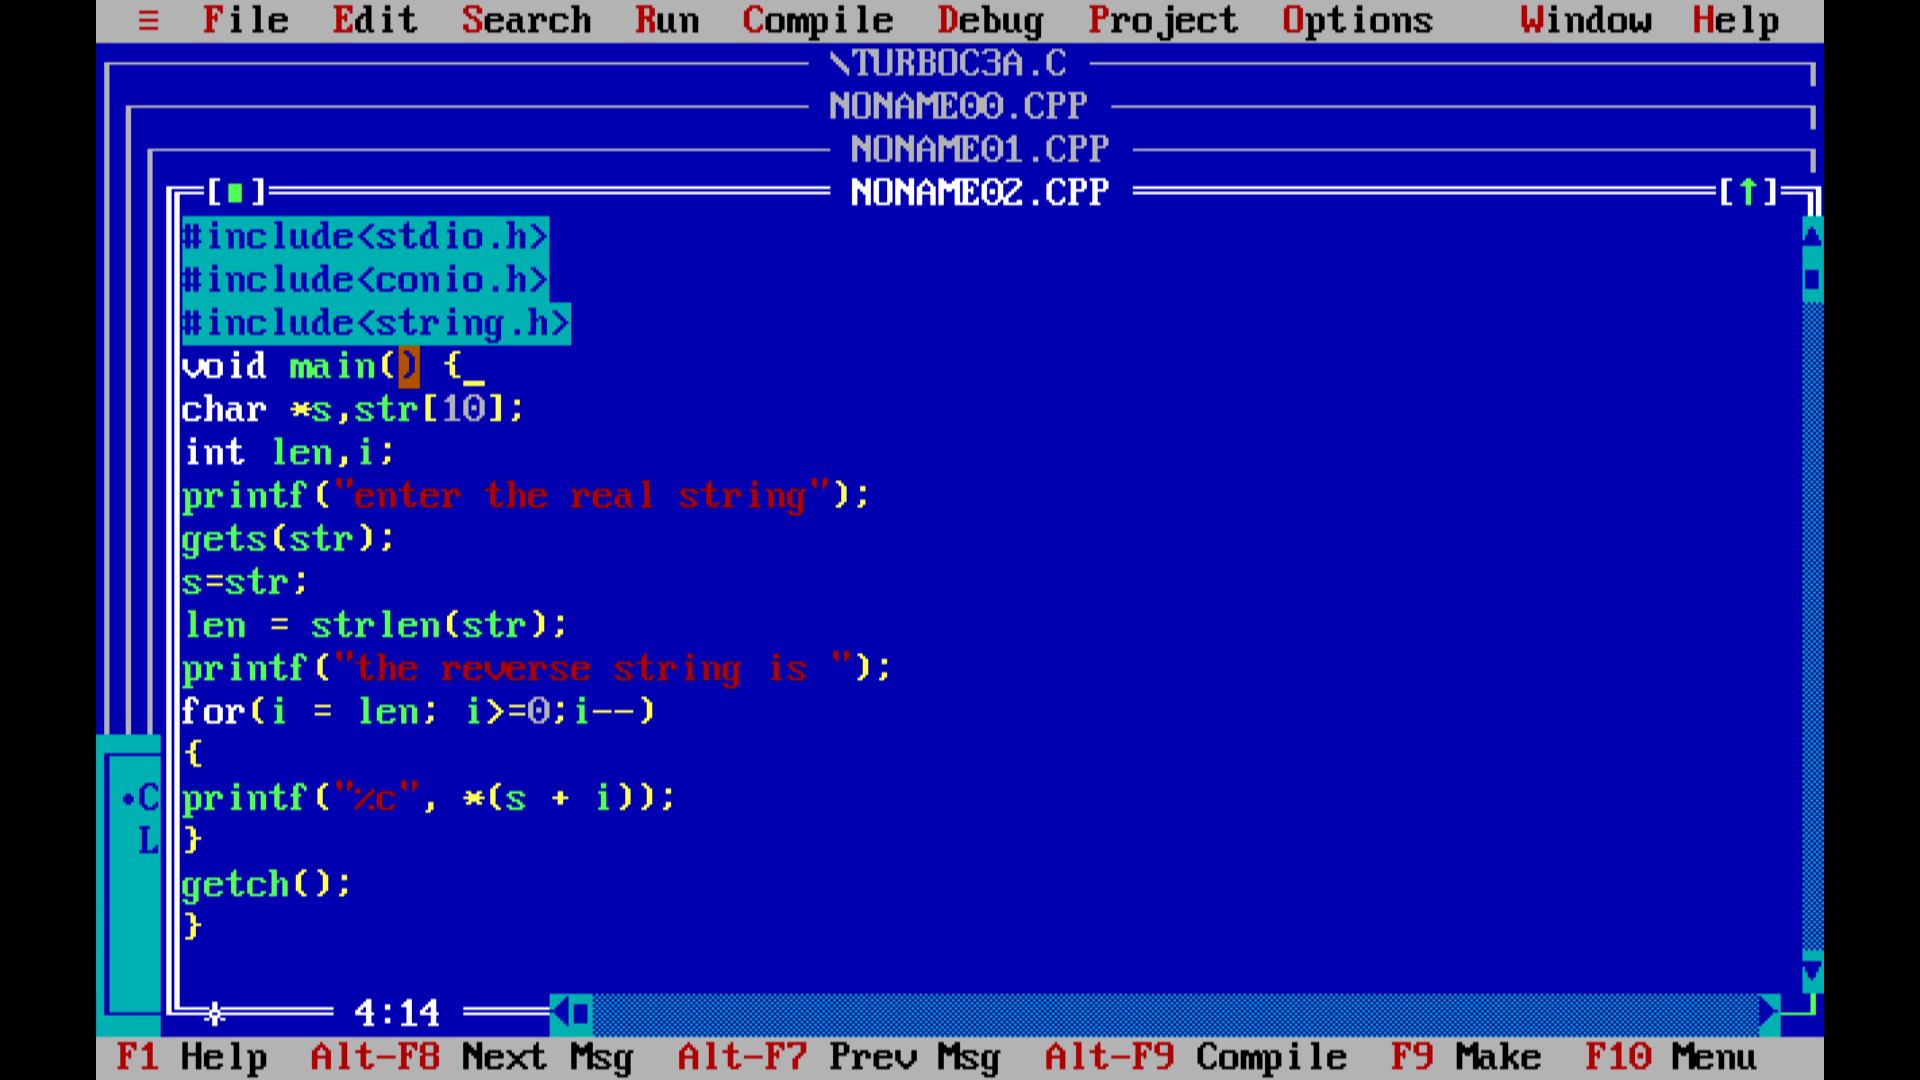 ≡ File Edit Search Run Compile Debug Project Options Window Help
\TURBOC3A.C
NONAME00.CPP
NONAME01.CPP
[■] NONAME02.CPP [↑]
#include<stdio.h>
#include<conio.h>
#include<string.h>
void main() {_
char *s,str[10];
int len,i;
printf("enter the real string");
gets(str);
s=str;
len = strlen(str);
printf("the reverse string is ");
for(i = len; i>=0;i--)
{
•C
printf("%c", *(s + i));
L
}
getch();
}
4:14
F1 Help Alt-F8 Next Msg Alt-F7 Prev Msg Alt-F9 Compile F9 Make F10 Menu